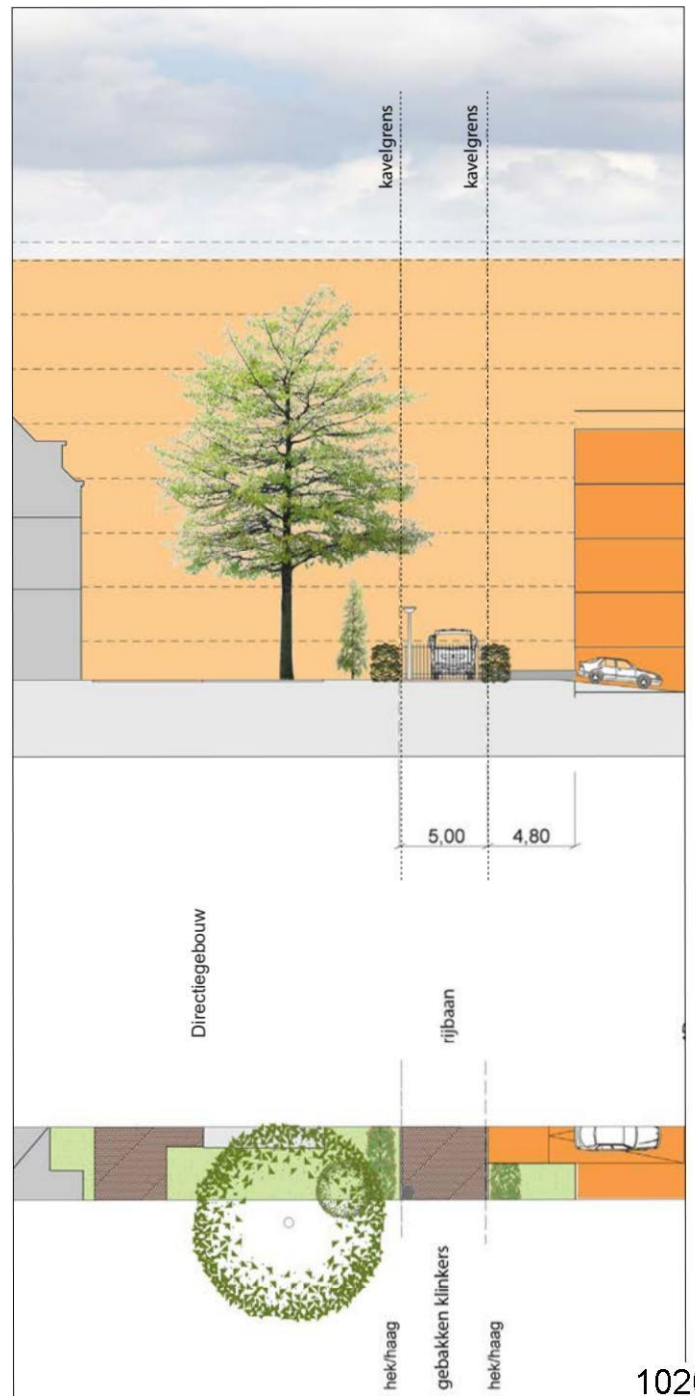 kavelgrens
kavelgrens
5,00
4,80
Directiegebouw
rijbaan
hek/haag
gebakken klinkers
hek/haag